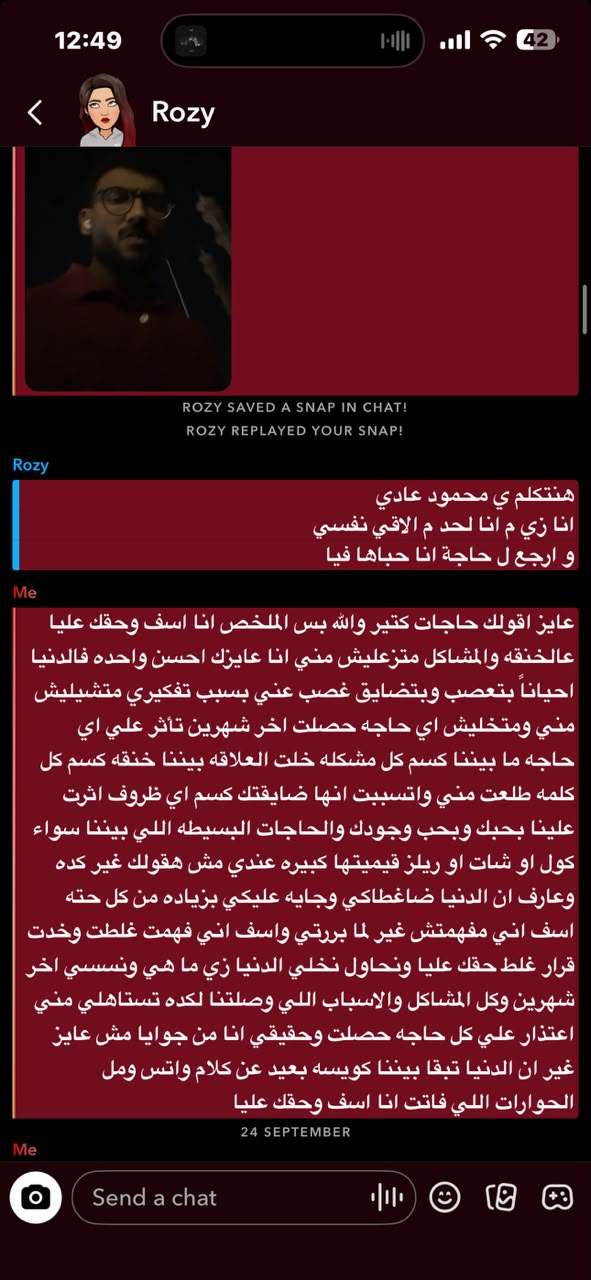 12:49
42
Rozy
ROZY SAVED A SNAP IN CHAT!
ROZY REPLAYED YOUR SNAP!
Rozy
هنتكلم ي محمود عادي
انا زي م انا لحد م الاقي نفسي
و ارجع ل حاجة انا حباها فيا
Me
عايز اقولك حاجات كتير والله بس الملخص انا اسف وحقك عليا
عالخنقه والمشاكل متزعليش مني انا عايزك احسن واحده فالدنيا
احياناً بتعصب وبتضايق غصب عني بسبب تفكيري متشيليش
مني ومتخليش اي حاجه حصلت اخر شهرين تأثر علي اي
حاجه ما بيننا كسم كل مشكله خلت العلاقه بيننا خنقه كسم كل
كلمه طلعت مني واتسببت انها ضايقتك كسم اي ظروف اثرت
علينا بحبك وبحب وجودك والحاجات البسيطه اللي بيننا سواء
كول او شات او ريلز قيميتها كبيره عندي مش هقولك غير كده
وعارف ان الدنيا ضاغطاكي وجايه عليكي بزياده من كل حته
اسف اني مفهمتش غير لما بررتي واسف اني فهمت غلطت وخدت
قرار غلط حقك عليا ونحاول نخلي الدنيا زي ما هي ونسسي اخر
شهرين وكل المشاكل والاسباب اللي وصلتنا لكده تستاهلي مني
اعتذار علي كل حاجه حصلت وحقيقي انا من جوايا مش عايز
غير ان الدنيا تبقا بيننا كويسه بعيد عن كلام واتس ومل
الحوارات اللي فاتت انا اسف وحقك عليا
24 SEPTEMBER
Me
Send a chat